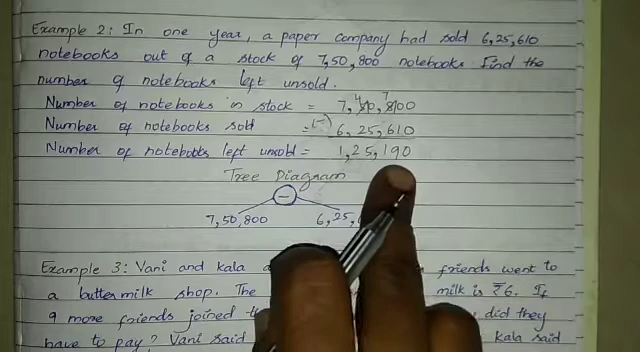 Example 2: In one year, a paper company had sold 6,25,610
notebooks out of a stock of 7,50,800 notebooks. Find the
number of notebooks left unsold.
Number of notebooks in stock = 7,50,800
Number of notebooks sold = (-) 6,25,610
Number of notebooks left unsold = 1,25,190
Tree Diagram
-
7,50,800 6,25,
Example 3: Vani and kala friends went to
a buttermilk shop. The milk is ₹6. If
9 more friends joined did they
have to pay? Vani said kala said